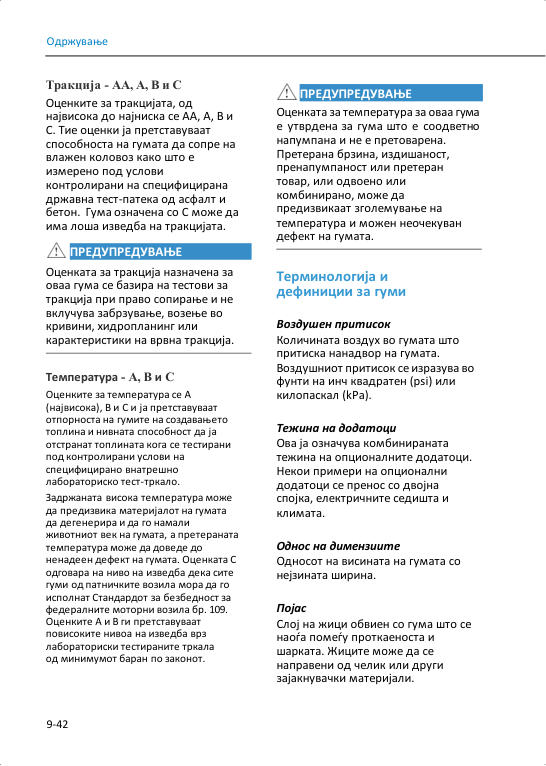 Одржување
Тракција - AA, A, B и C
Оценките за тракцијата, од
највисока до најниска се AA, A, B и
C. Тие оценки ја претставуваат
способноста на гумата да сопре на
влажен коловоз како што е
измерено под услови
контролирани на специфицирана
државна тест-патека од асфалт и
бетон. Гума означена со C може да
има лоша изведба на тракцијата.
ПРЕДУПРЕДУВАЊЕ
Оценката за тракција назначена за
оваа гума се базира на тестови за
тракција при право сопирање и не
вклучува забрзување, возење во
кривини, хидропланинг или
карактеристики на врвна тракција.
Температура - A, B и C
Оценките за температура се A
(највисока), B и C и ја претставуваат
отпорноста на гумите на создавањето
топлина и нивната способност да ја
отстранат топлината кога се тестирани
под контролирани услови на
специфицирано внатрешно
лабораториско тест-тркало.
Задржаната висока температура може
да предизвика материјалот на гумата
да дегенерира и да го намали
животниот век на гумата, а претераната
температура може да доведе до
ненадеен дефект на гумата. Оценката C
одговара на ниво на изведба дека сите
гуми од патничките возила мора да го
исполнат Стандардот за безбедност за
федералните моторни возила бр. 109.
Оценките A и B ги претставуваат
повисоките нивоа на изведба врз
лабораториски тестираните тркала
од минимумот баран по законот.
ПРЕДУПРЕДУВАЊЕ
Оценката за температура за оваа гума
е утврдена за гума што е соодветно
напумпана и не е претоварена.
Претерана брзина, издишаност,
пренапумпаност или претеран
товар, или одвоено или
комбинирано, може да
предизвикаат зголемување на
температура и можен неочекуван
дефект на гумата.
Терминологија и
дефиниции за гуми
Воздушен притисок
Количината воздух во гумата што
притиска нанадвор на гумата.
Воздушниот притисок се изразува во
фунти на инч квадратен (psi) или
килопаскал (kPa).
Тежина на додатоци
Ова ја означува комбинираната
тежина на опционалните додатоци.
Некои примери на опционални
додатоци се пренос со двојна
спојка, електричните седишта и
климата.
Однос на димензиите
Односот на висината на гумата со
нејзината ширина.
Појас
Слој на жици обвиен со гума што се
наоѓа помеѓу проткаеноста и
шарката. Жиците може да се
направени од челик или други
зајакнувачки материјали.
9-42